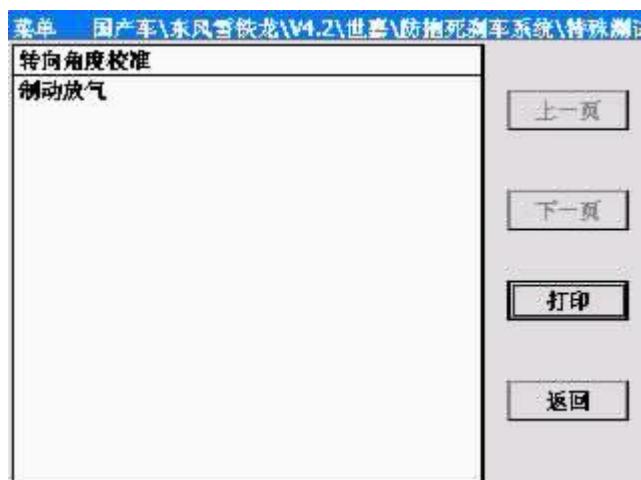 菜单 国产车\东风雪铁龙\V4.2\世嘉\防抱死刹车系统\特殊测试
转向角度校准
制动放气
上一页
下一页
打印
返回